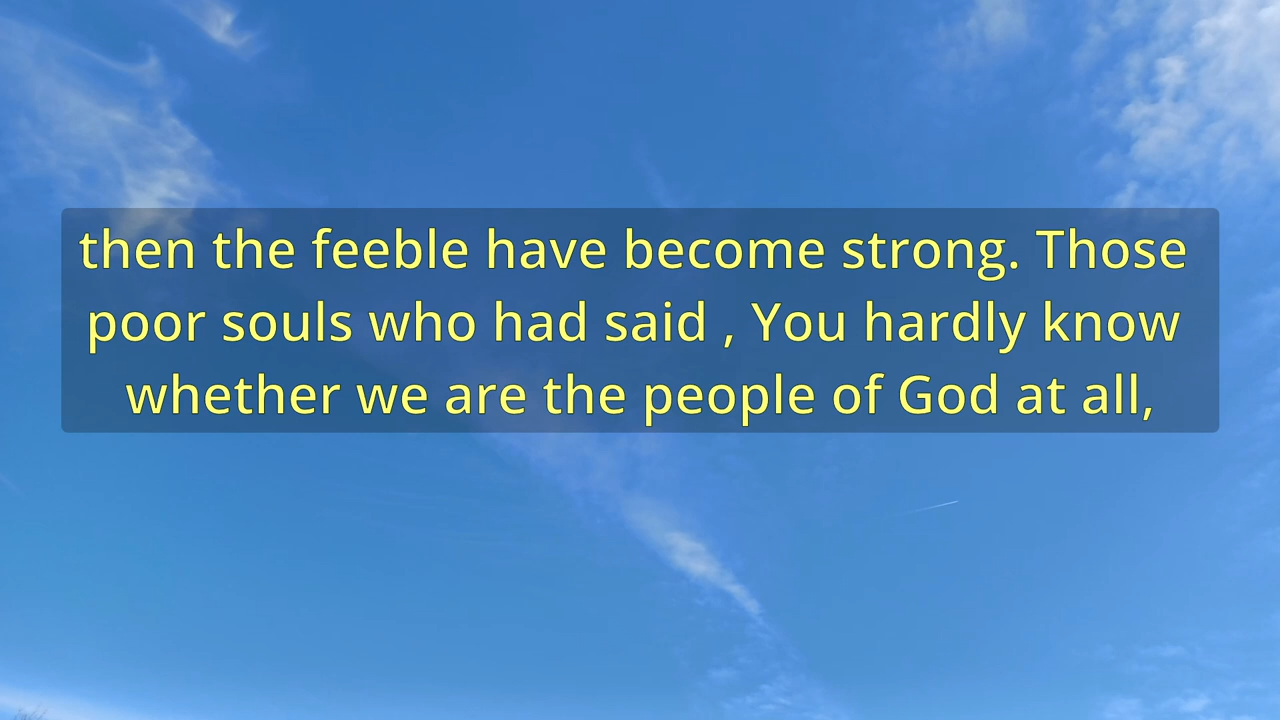 then the feeble have become strong. Those
poor souls who had said , You hardly know
whether we are the people of God at all,